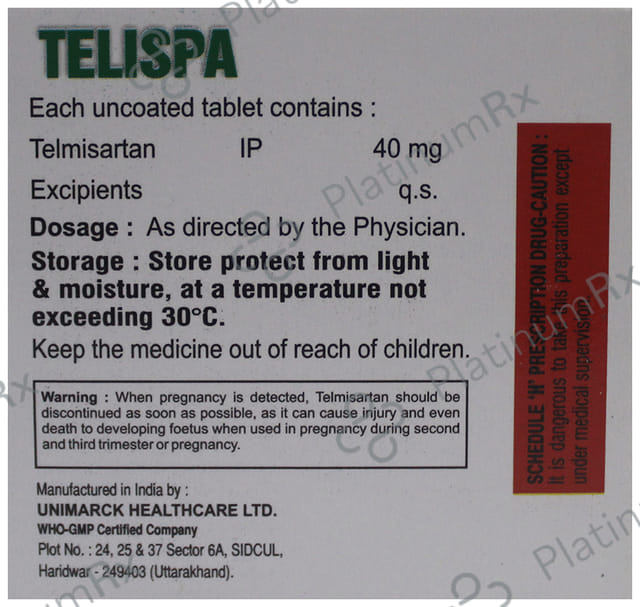 TELISPA
Each uncoated tablet contains :
Telmisartan IP 40 mg
Excipients q.s.
Dosage : As directed by the Physician.
Storage : Store protect from light
& moisture, at a temperature not
exceeding 30°C.
Keep the medicine out of reach of children.
Warning : When pregnancy is detected, Telmisartan should be
discontinued as soon as possible, as it can cause injury and even
death to developing foetus when used in pregnancy during second
and third trimester or pregnancy.
Manufactured in India by :
UNIMARCK HEALTHCARE LTD.
WHO-GMP Certified Company
Plot No. : 24, 25 & 37 Sector 6A, SIDCUL,
Haridwar - 249403 (Uttarakhand).
SCHEDULE 'H' PRESCRIPTION DRUG-CAUTION :
It is dangerous to take this preparation except
under medical supervision
PlatinumRx
PlatinumRx
PlatinumRx
PlatinumRx